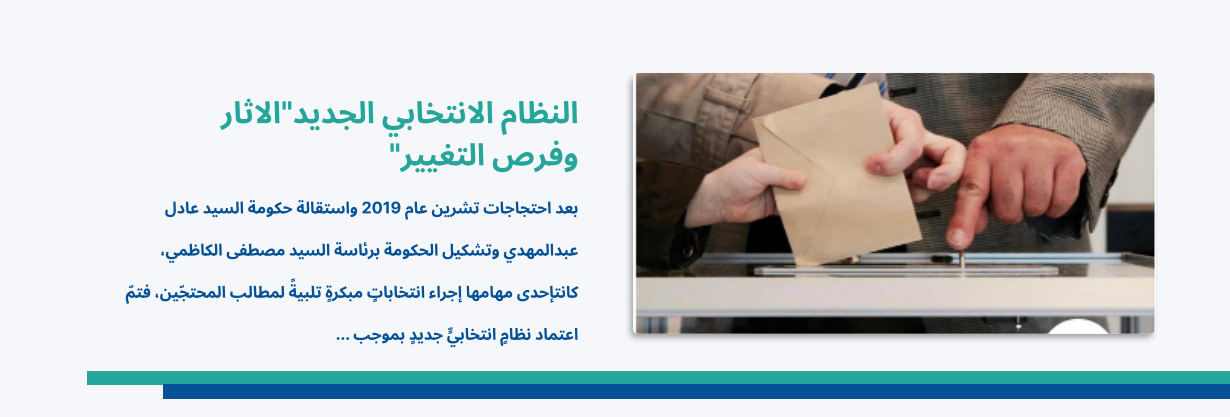 النظام الانتخابي الجديد"الاثار
وفرص التغيير"
بعد احتجاجات تشرين عام 2019 واستقالة حكومة السيد عادل
عبدالمهدي وتشكيل الحكومة برئاسة السيد مصطفى الكاظمي،
كانتإحدى مهامها إجراء انتخاباتٍ مبكرةٍ تلبيةً لمطالب المحتجّين، فتمّ
اعتماد نظامٍ انتخابيٍّ جديدٍ بموجب ...